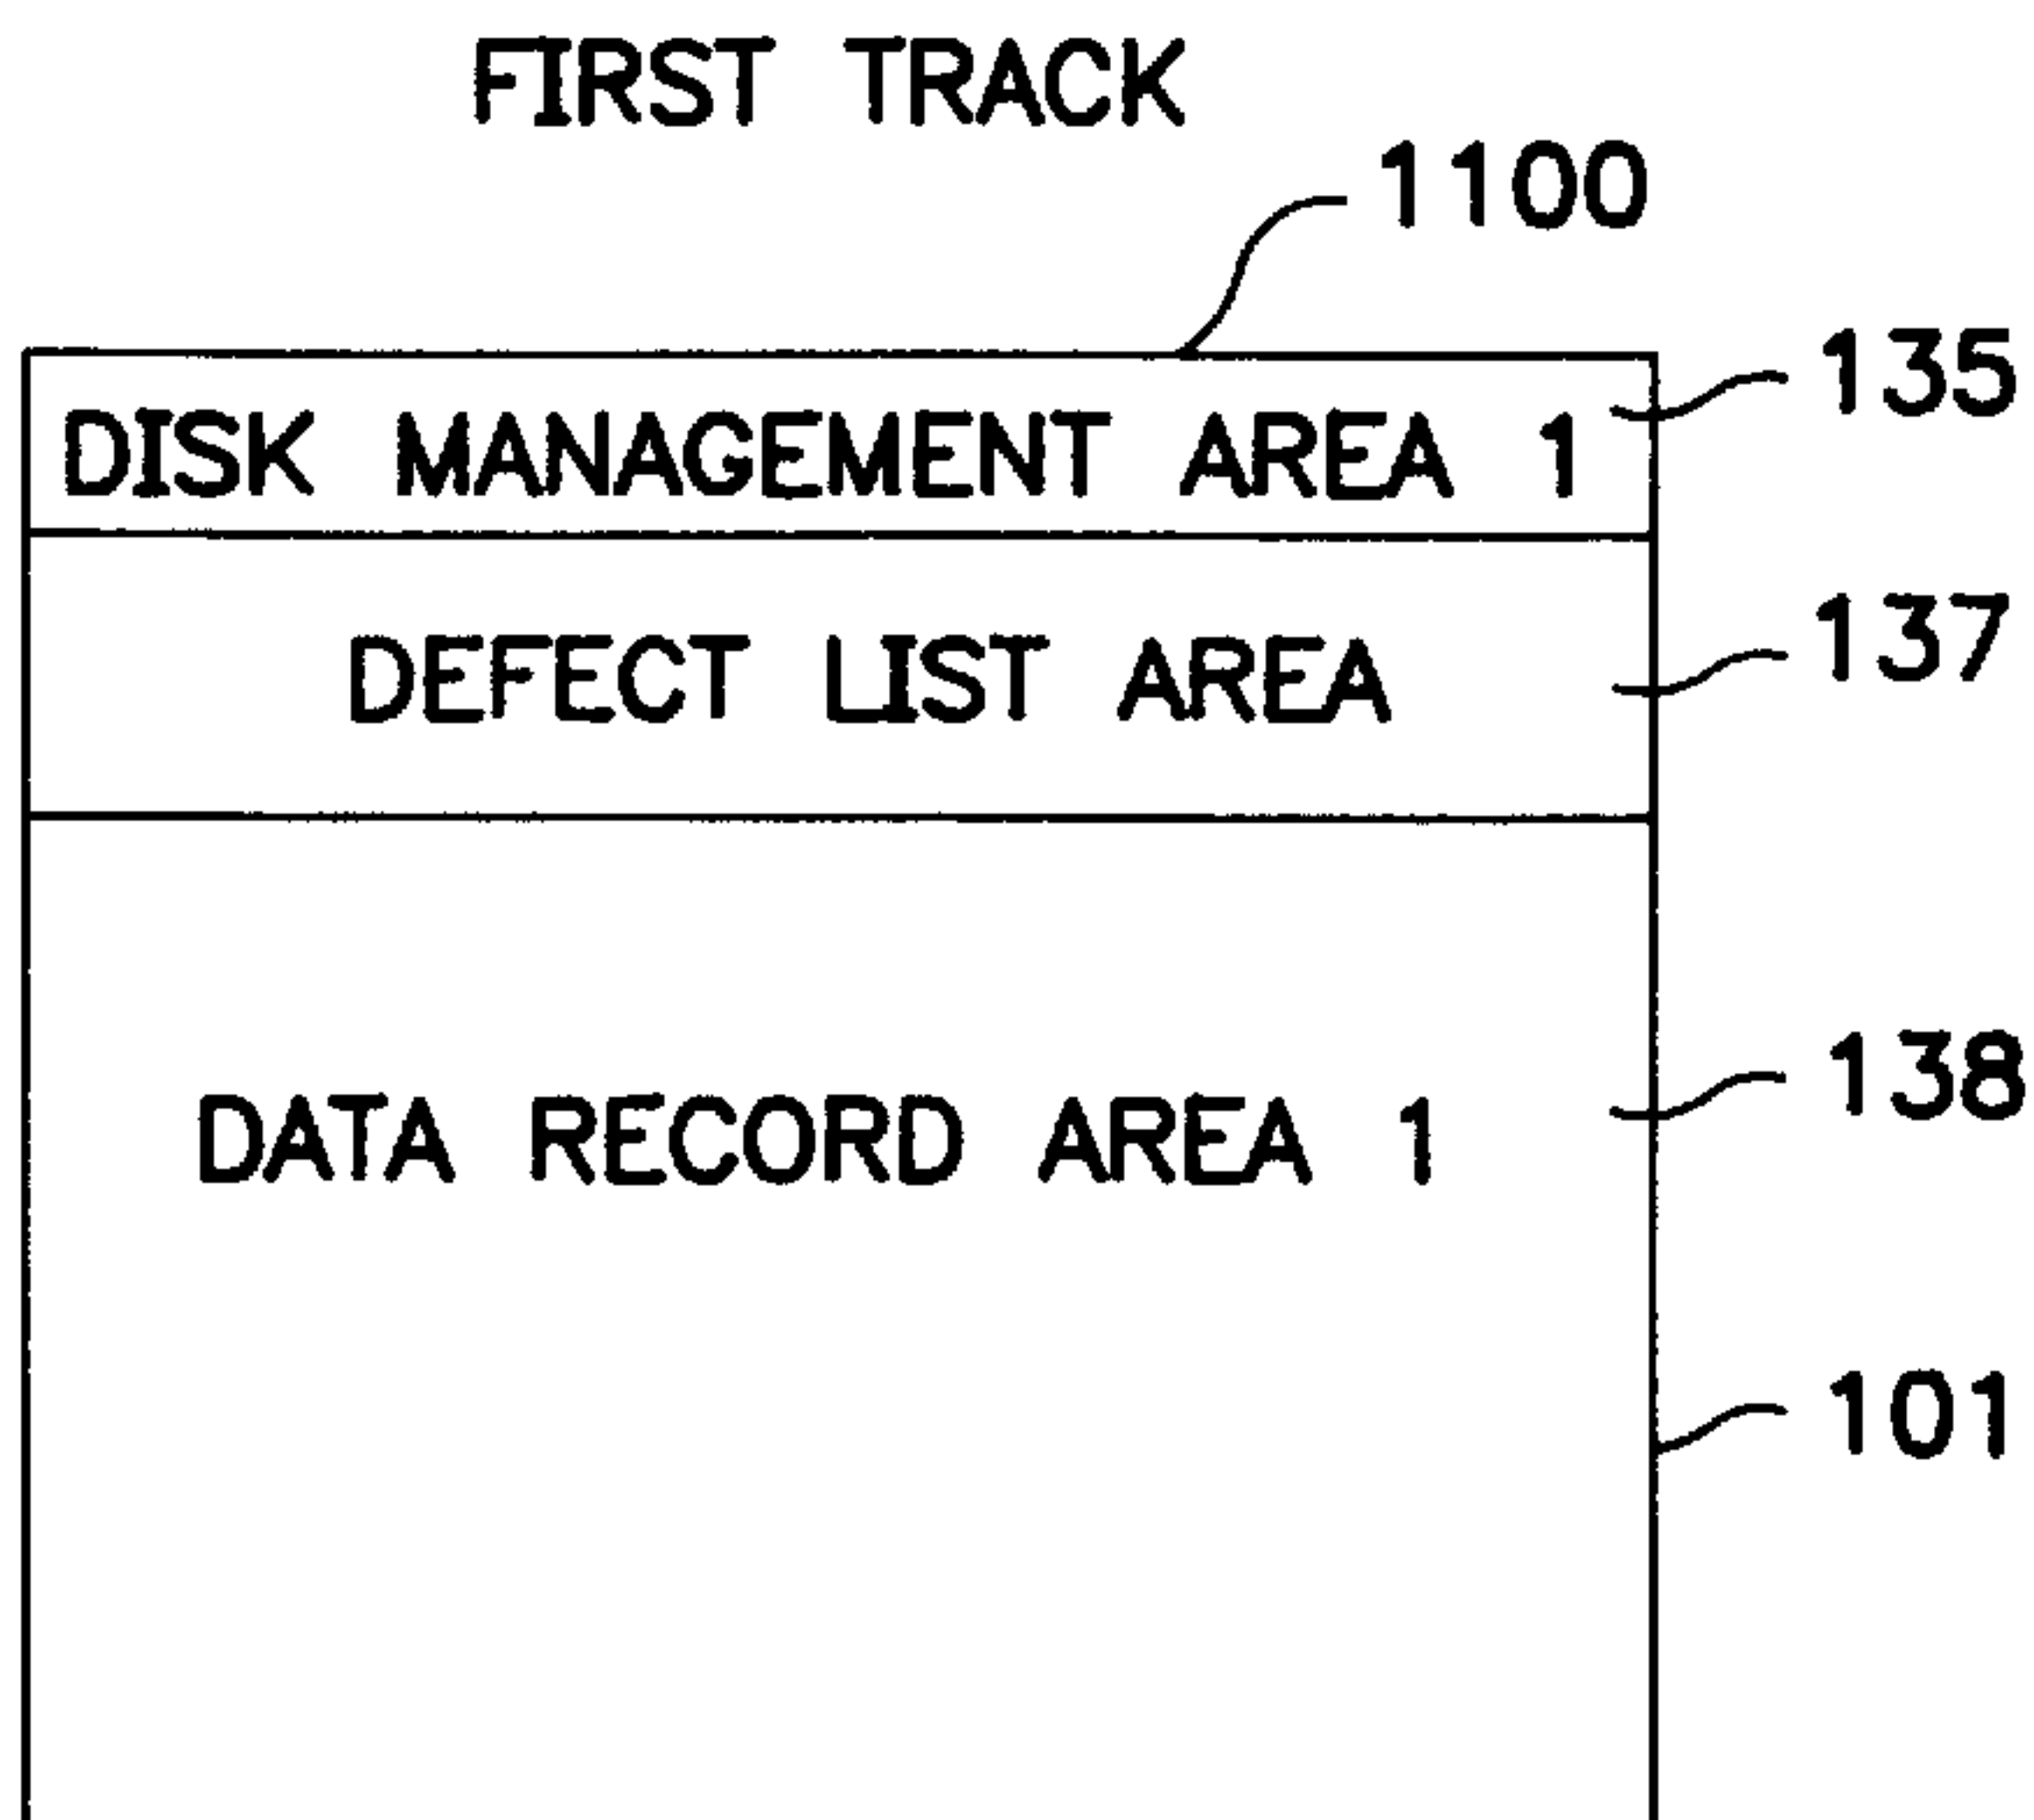 FIRST TRACK
1100
135
DISK MANAGEMENT AREA 1
137
DEFECT LIST AREA
138
DATA RECORD AREA 1
101